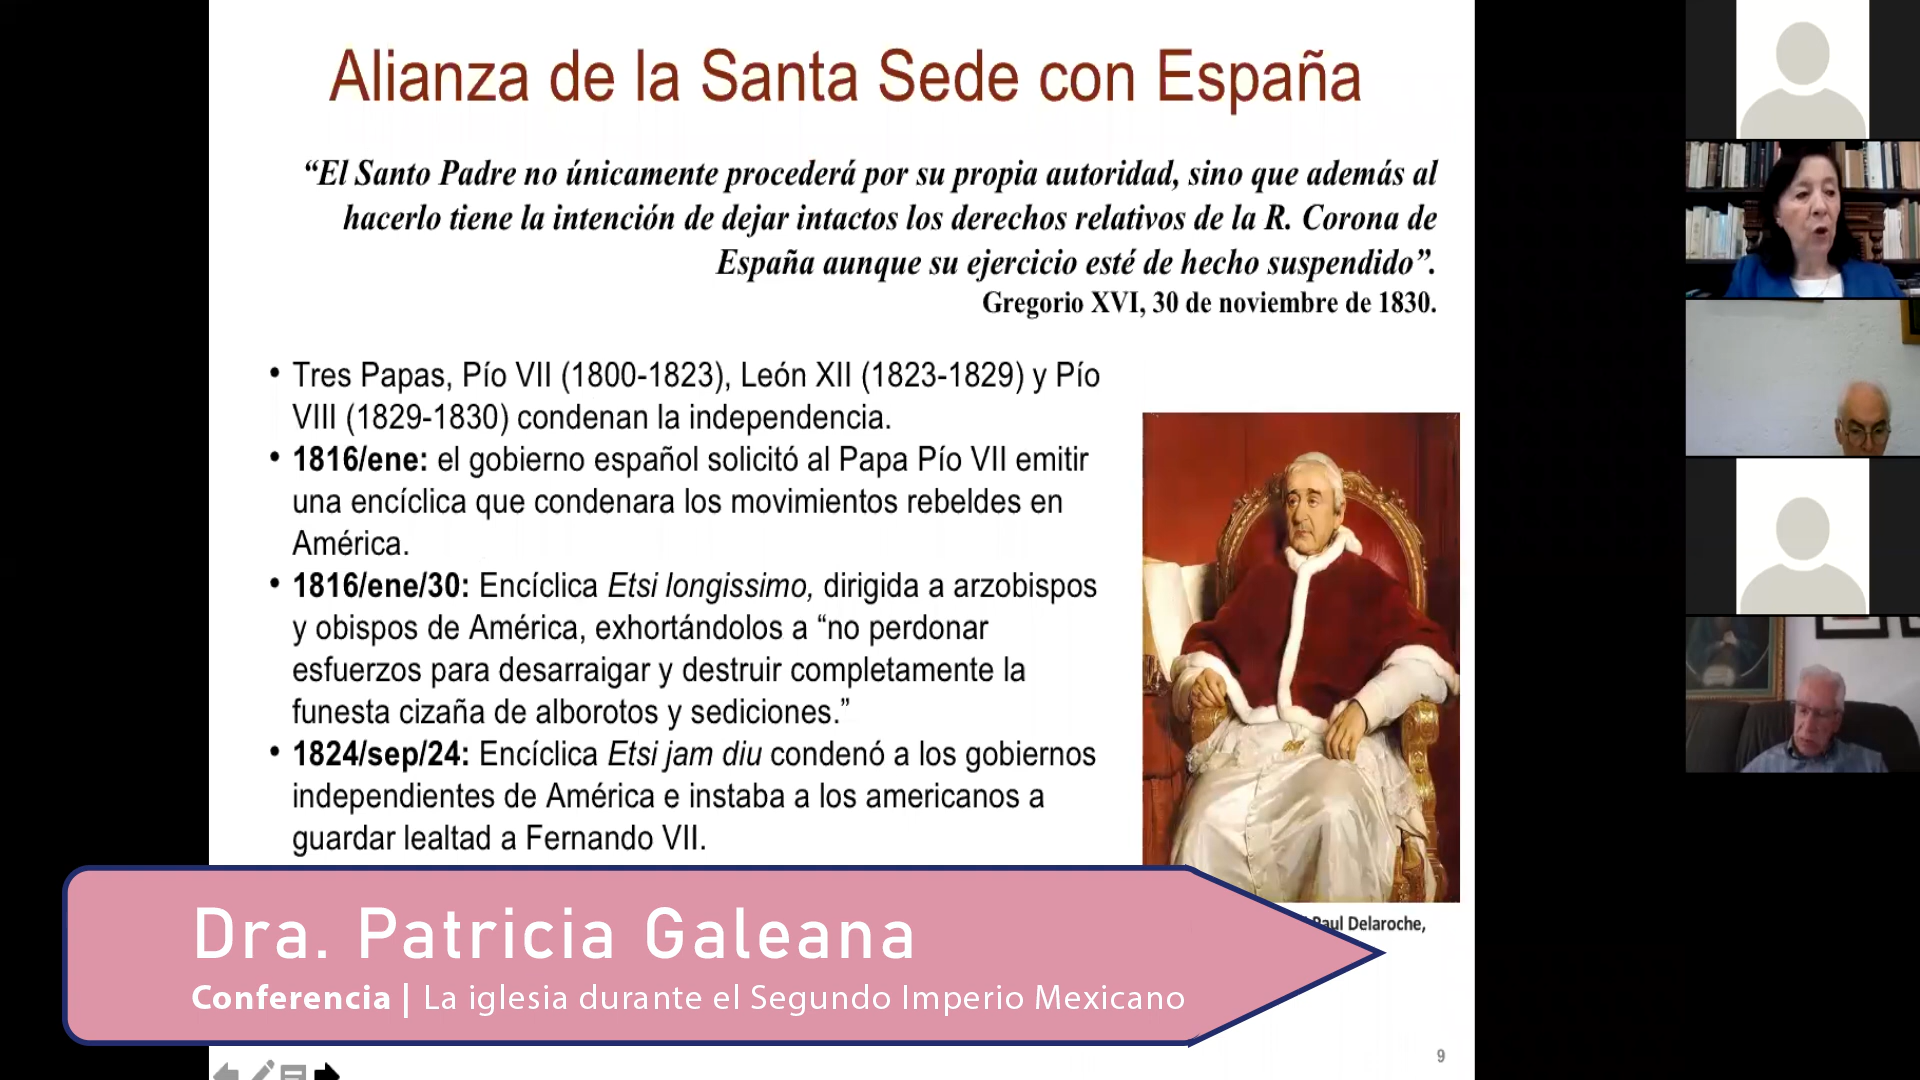 Alianza de la Santa Sede con España
“El Santo Padre no únicamente procederá por su propia autoridad, sino que además al
hacerlo tiene la intención de dejar intactos los derechos relativos de la R. Corona de
España aunque su ejercicio esté de hecho suspendido”.
Gregorio XVI, 30 de noviembre de 1830.
• Tres Papas, Pío VII (1800-1823), León XII (1823-1829) y Pío
VIII (1829-1830) condenan la independencia.
• 1816/ene: el gobierno español solicitó al Papa Pío VII emitir
una encíclica que condenara los movimientos rebeldes en
América.
• 1816/ene/30: Encíclica Etsi longissimo, dirigida a arzobispos
y obispos de América, exhortándolos a “no perdonar
esfuerzos para desarraigar y destruir completamente la
funesta cizaña de alborotos y sediciones.”
• 1824/sep/24: Encíclica Etsi jam diu condenó a los gobiernos
independientes de América e instaba a los americanos a
guardar lealtad a Fernando VII.
Paul Delaroche,
Dra. Patricia Galeana
Conferencia | La iglesia durante el Segundo Imperio Mexicano
9